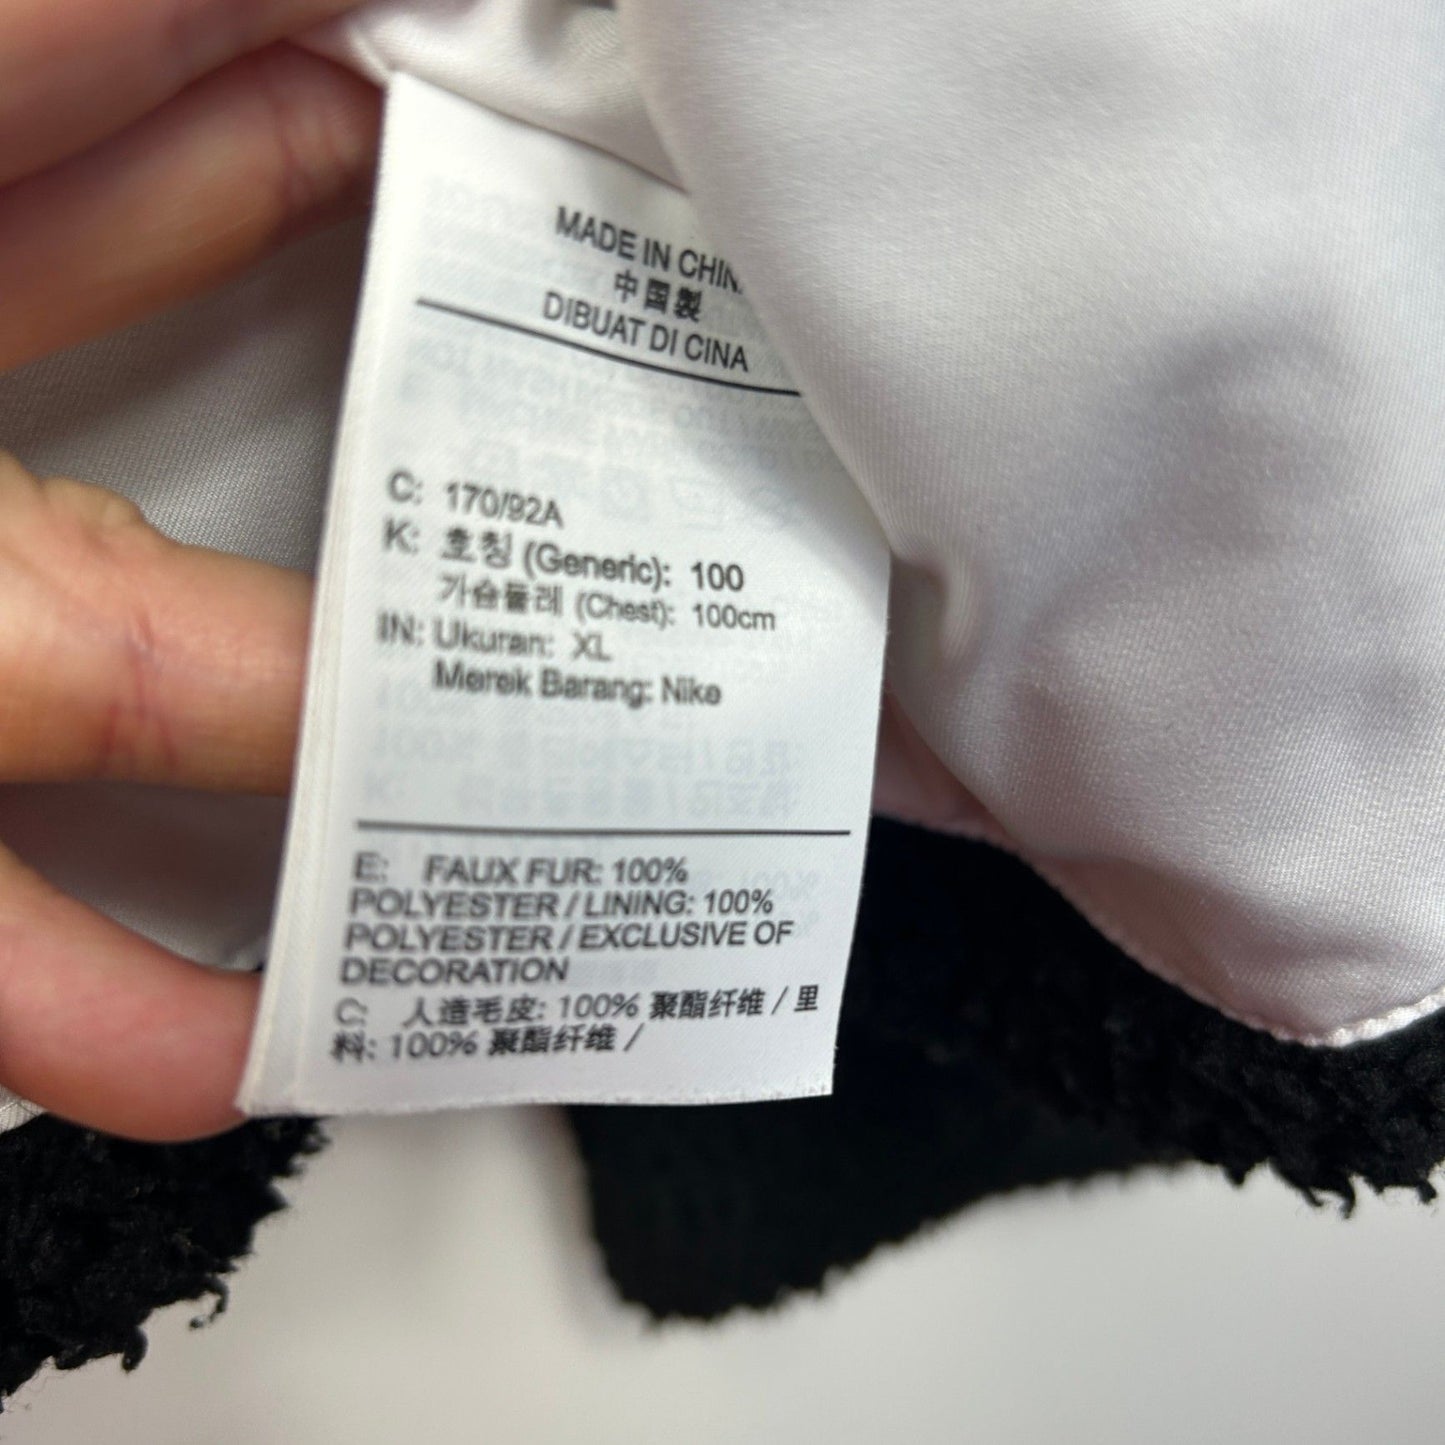 MADE IN CHIN
中国製
DIBUAT DI CINA
C: 170/92A
K: 호칭 (Generic): 100
가슴둘레 (Chest): 100cm
IN: Ukuran: XL
Merek Barang: Nike
E: FAUX FUR: 100%
POLYESTER / LINING: 100%
POLYESTER / EXCLUSIVE OF
DECORATION
C: 人造毛皮: 100% 聚酯纤维 / 里
料: 100% 聚酯纤维 /